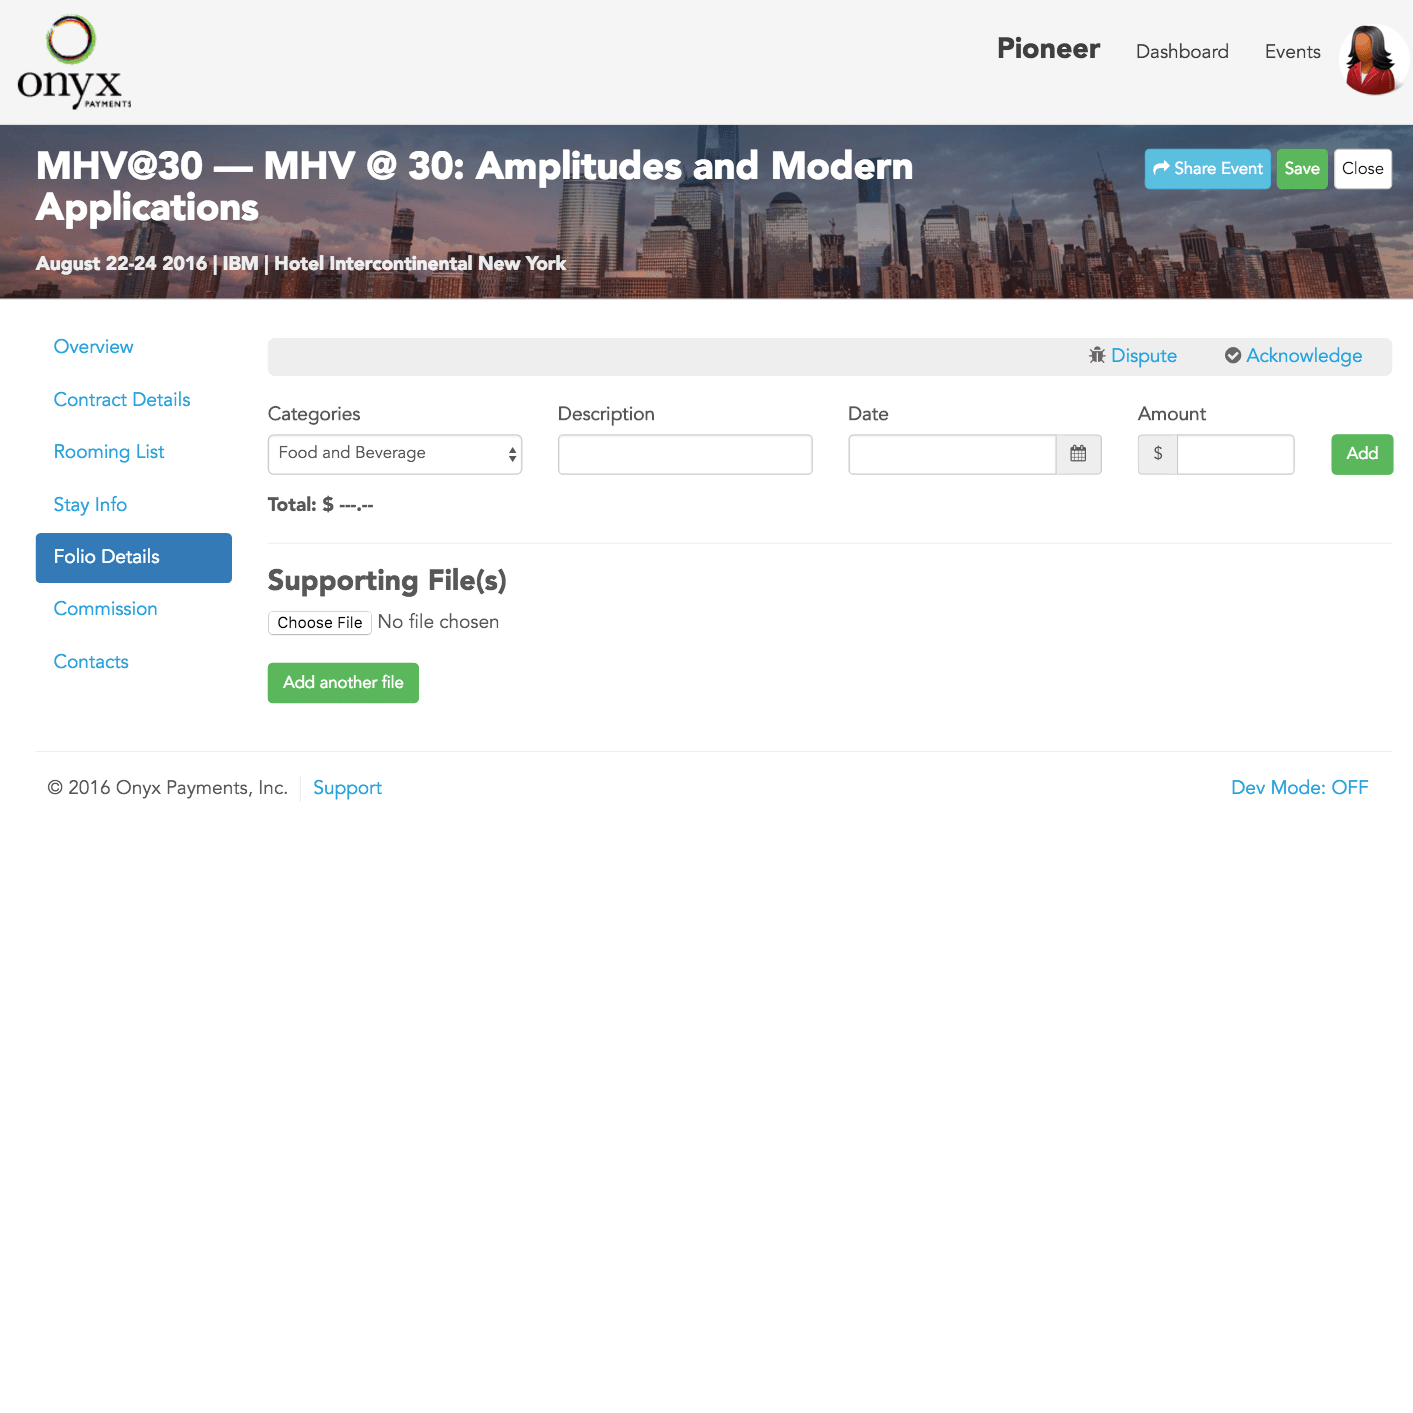 onyx
PAYMENTS
Pioneer
Dashboard
Events
MHV@30 — MHV @ 30: Amplitudes and Modern
Applications
August 22-24 2016 | IBM | Hotel Intercontinental New York
Share Event
Save
Close
Overview
Contract Details
Rooming List
Stay Info
Folio Details
Commission
Contacts
Dispute
Acknowledge
Categories
Description
Date
Amount
Food and Beverage
$
Add
Total: $ ---.--
Supporting File(s)
Choose File No file chosen
Add another file
© 2016 Onyx Payments, Inc.
Support
Dev Mode: OFF